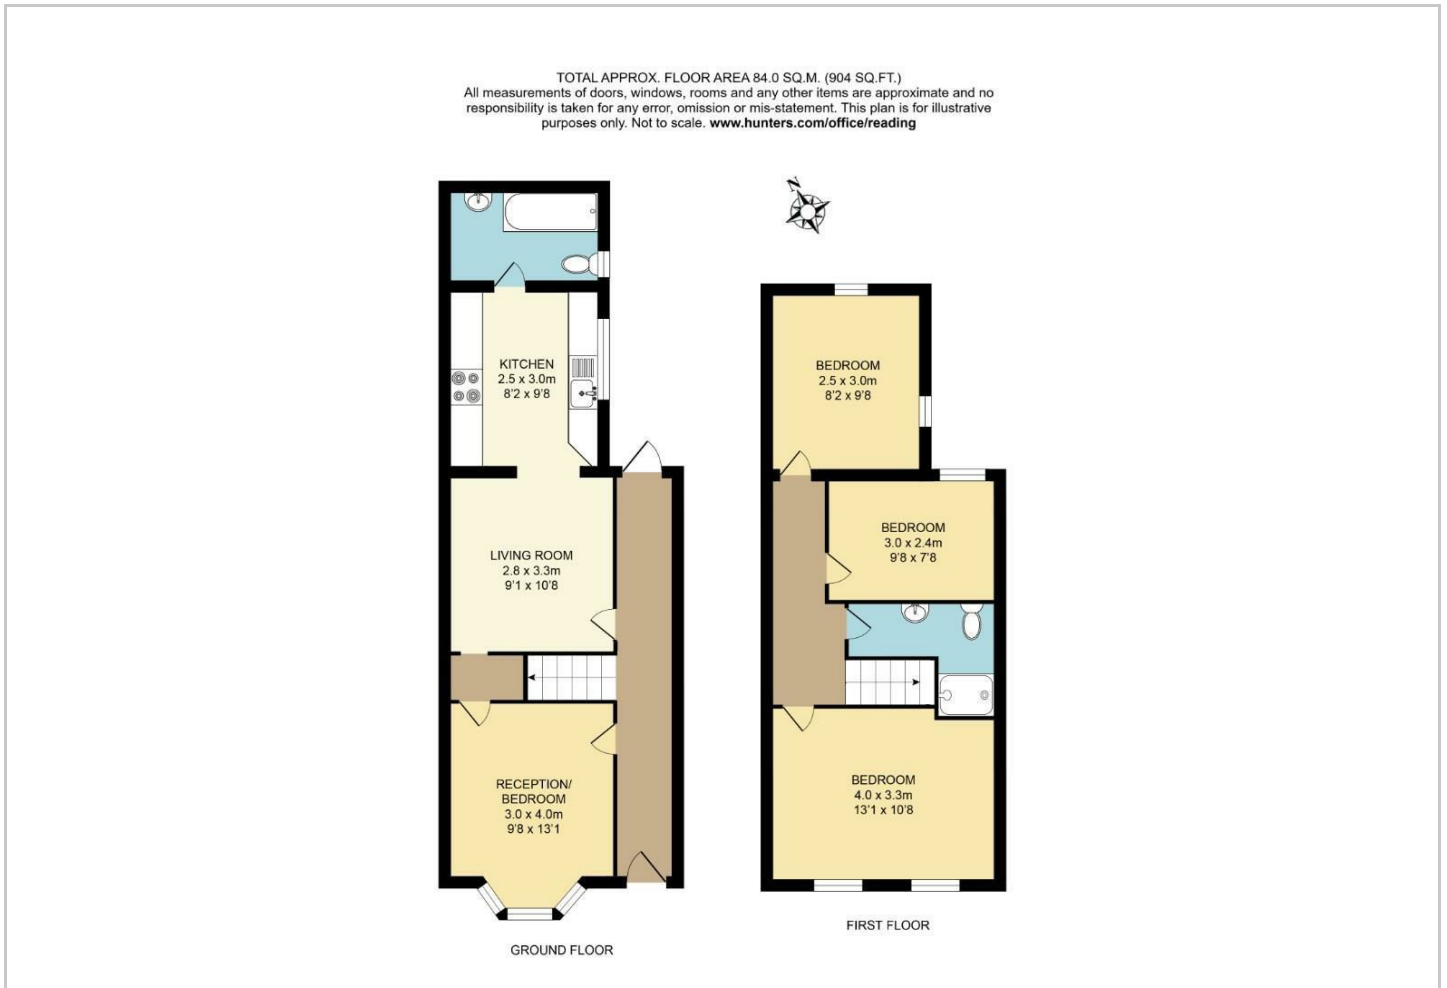 TOTAL APPROX. FLOOR AREA 84.0 SQ.M. (904 SQ.FT.)
All measurements of doors, windows, rooms and any other items are approximate and no
responsibility is taken for any error, omission or mis-statement. This plan is for illustrative
purposes only. Not to scale. www.hunters.com/office/reading
N
KITCHEN
2.5 x 3.0m
8'2 x 9'8
LIVING ROOM
2.8 x 3.3m
9'1 x 10'8
RECEPTION/
BEDROOM
3.0 x 4.0m
9'8 x 13'1
GROUND FLOOR
BEDROOM
2.5 x 3.0m
8'2 x 9'8
BEDROOM
3.0 x 2.4m
9'8 x 7'8
BEDROOM
4.0 x 3.3m
13'1 x 10'8
FIRST FLOOR